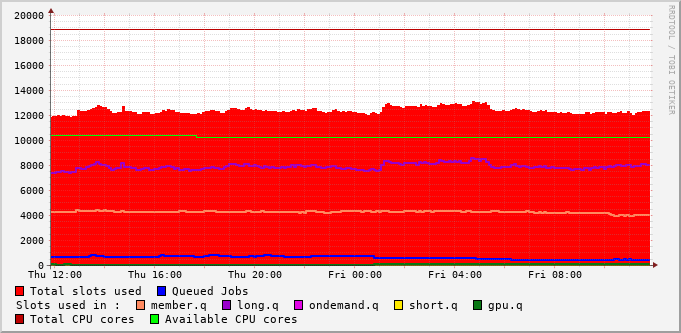 20000
18000
16000
14000
12000
10000
8000
6000
4000
2000
0
Thu 12:00 Thu 16:00 Thu 20:00 Fri 00:00 Fri 04:00 Fri 08:00
RRDTOOL / TOBI OETIKER
Total slots used Queued Jobs
Slots used in : member.q long.q ondemand.q short.q gpu.q
Total CPU cores Available CPU cores